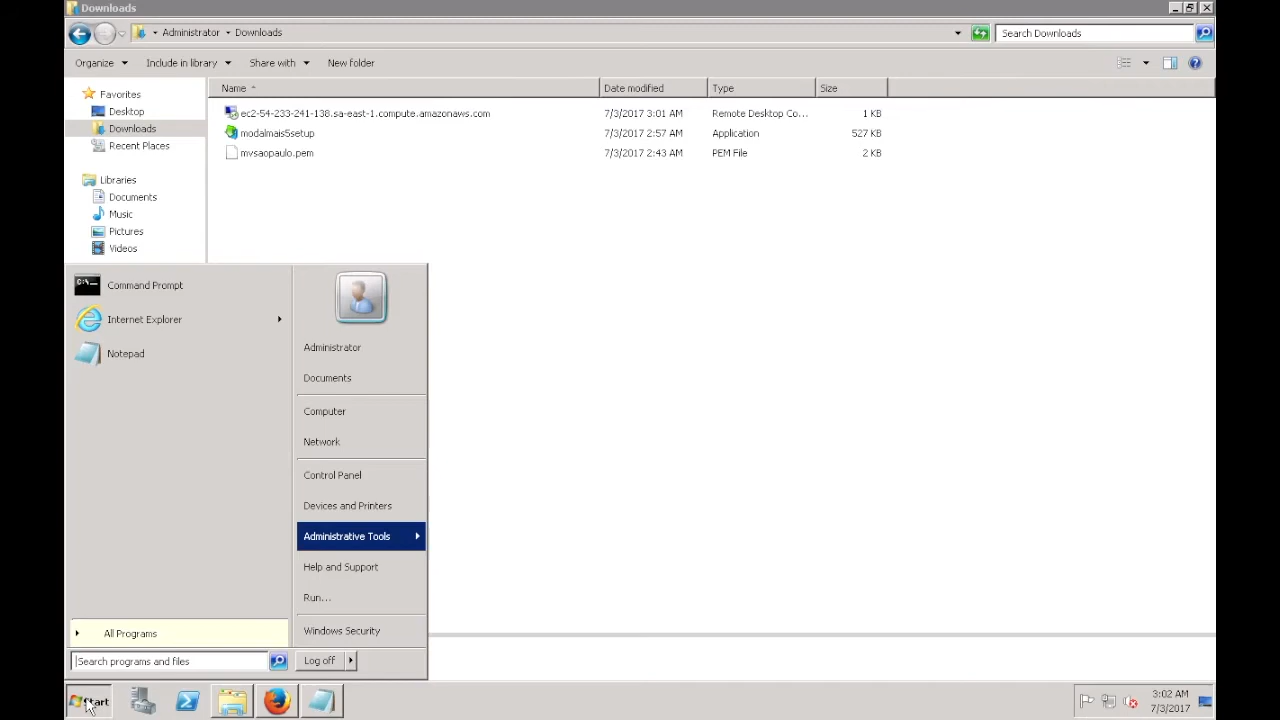 Downloads
Administrator Downloads
Search Downloads
Organize Include in library Share with New folder
Favorites
Desktop
Downloads
Recent Places
Libraries
Documents
Music
Pictures
Videos
Name Date modified Type Size
ec2-54-233-241-138.sa-east-1.compute.amazonaws.com 7/3/2017 3:01 AM Remote Desktop Co... 1 KB
modalmais5setup 7/3/2017 2:57 AM Application 527 KB
mvsaopaulo.pem 7/3/2017 2:43 AM PEM File 2 KB
Command Prompt
Internet Explorer
Notepad
All Programs
Search programs and files
Administrator
Documents
Computer
Network
Control Panel
Devices and Printers
Administrative Tools
Help and Support
Run...
Windows Security
Log off
Start
3:02 AM
7/3/2017